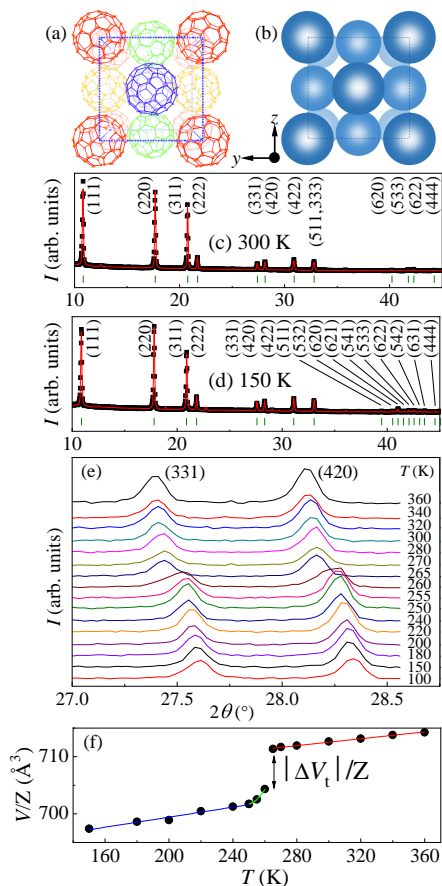 (a) (b)
z
y
(111) (220) (311) (222) (331) (420) (422) (511,333) (620) (533) (622) (444)
I (arb. units)
(c) 300 K
10 20 30 40
(111) (220) (311) (222) (331) (420) (422) (511) (532) (620) (621) (541) (533) (622) (542) (631) (444)
I (arb. units)
(d) 150 K
10 20 30 40
(e) (331) (420) T (K)
360
340
320
300
280
270
265
260
255
250
240
220
200
180
150
100
I (arb. units)
27.0 27.5 28.0 28.5
2θ (°)
(f)
710
700
V/Z (Å³)
|ΔVₜ|/Z
160 200 240 280 320 360
T (K)